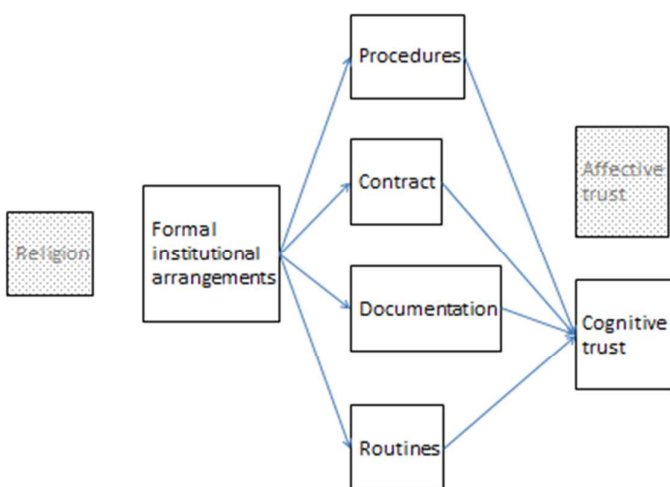 Religion
Formal
institutional
arrangements
Procedures
Contract
Documentation
Routines
Affective
trust
Cognitive
trust